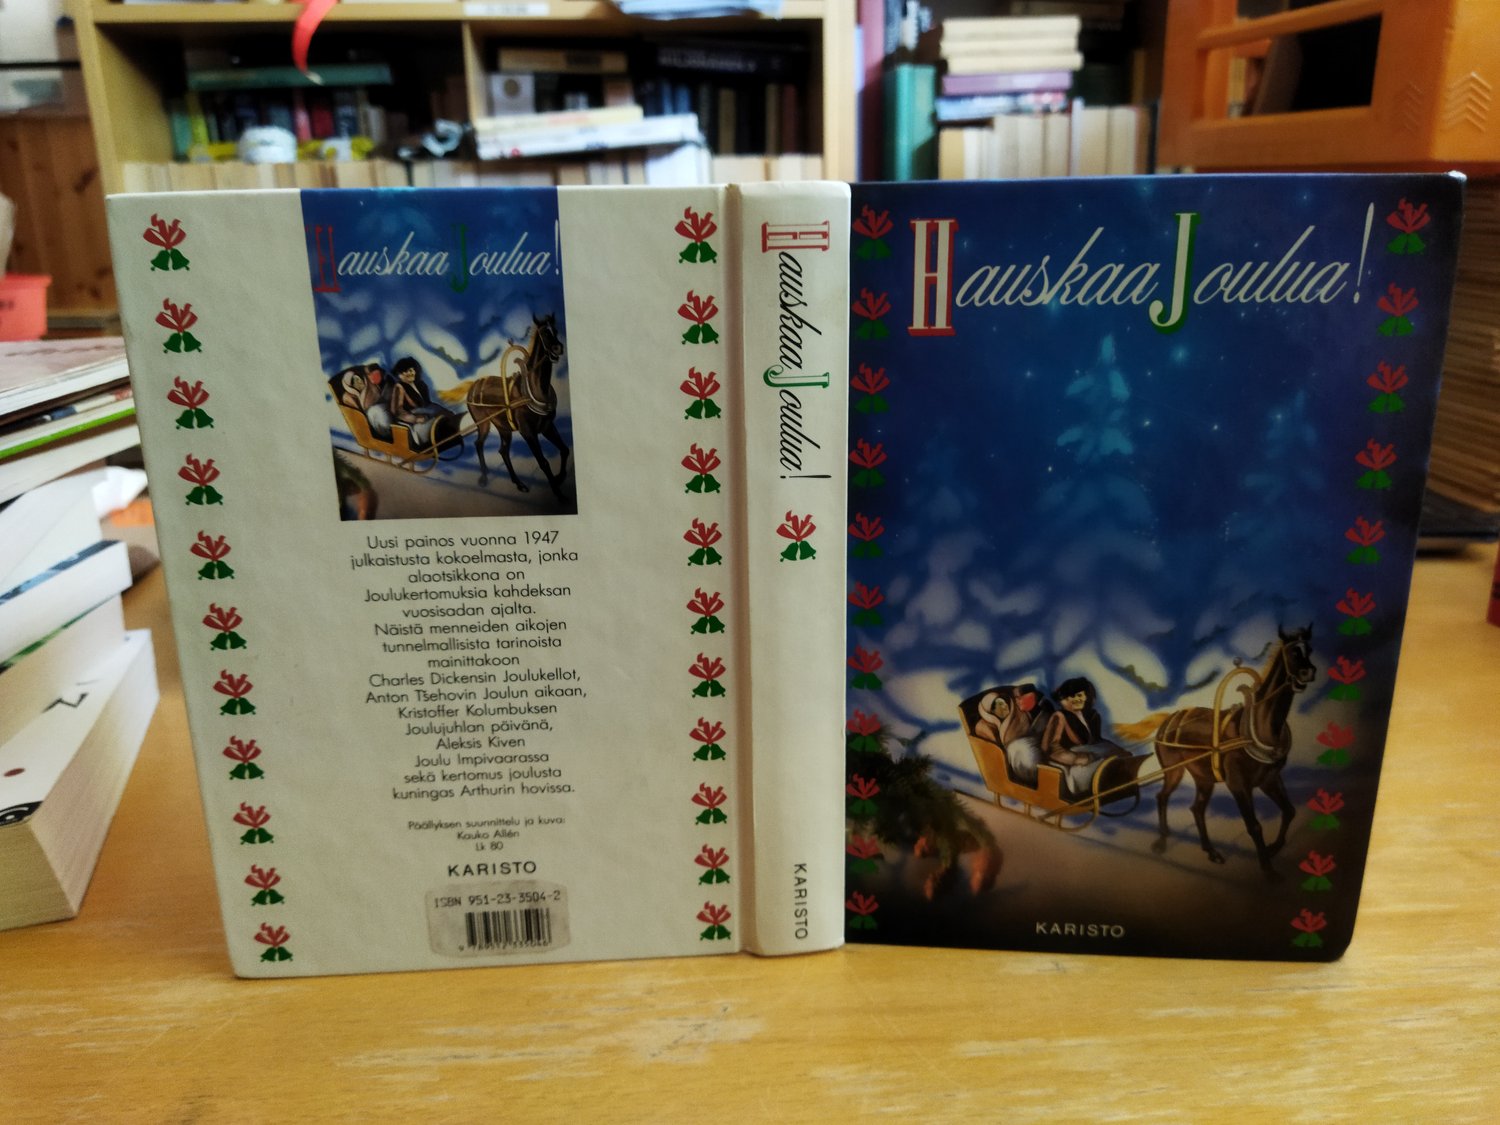 Hauskaa Joulua!
Uusi painos vuonna 1947
julkaistusta kokoelmasta, jonka
alaotsikkona on
Joulukertomuksia kahdeksan
vuosisadan ajalta.
Näistä menneiden aikojen
tunnelmallisista tarinoista
mainittakoon
Charles Dickensin Joulukellot,
Anton Tšehovin Joulun aikaan,
Kristoffer Kolumbuksen
Joulujuhlan päivänä,
Aleksis Kiven
Joulu Impivaarassa
sekä kertomus joulusta
kuningas Arthurin hovissa.
Päällyksen suunnittelu ja kuva:
Kauko Allén
Lk 80
KARISTO
ISBN 951-23-3504-2
9 789512 335046
Hauskaa Joulua!
KARISTO
Hauskaa Joulua!
KARISTO